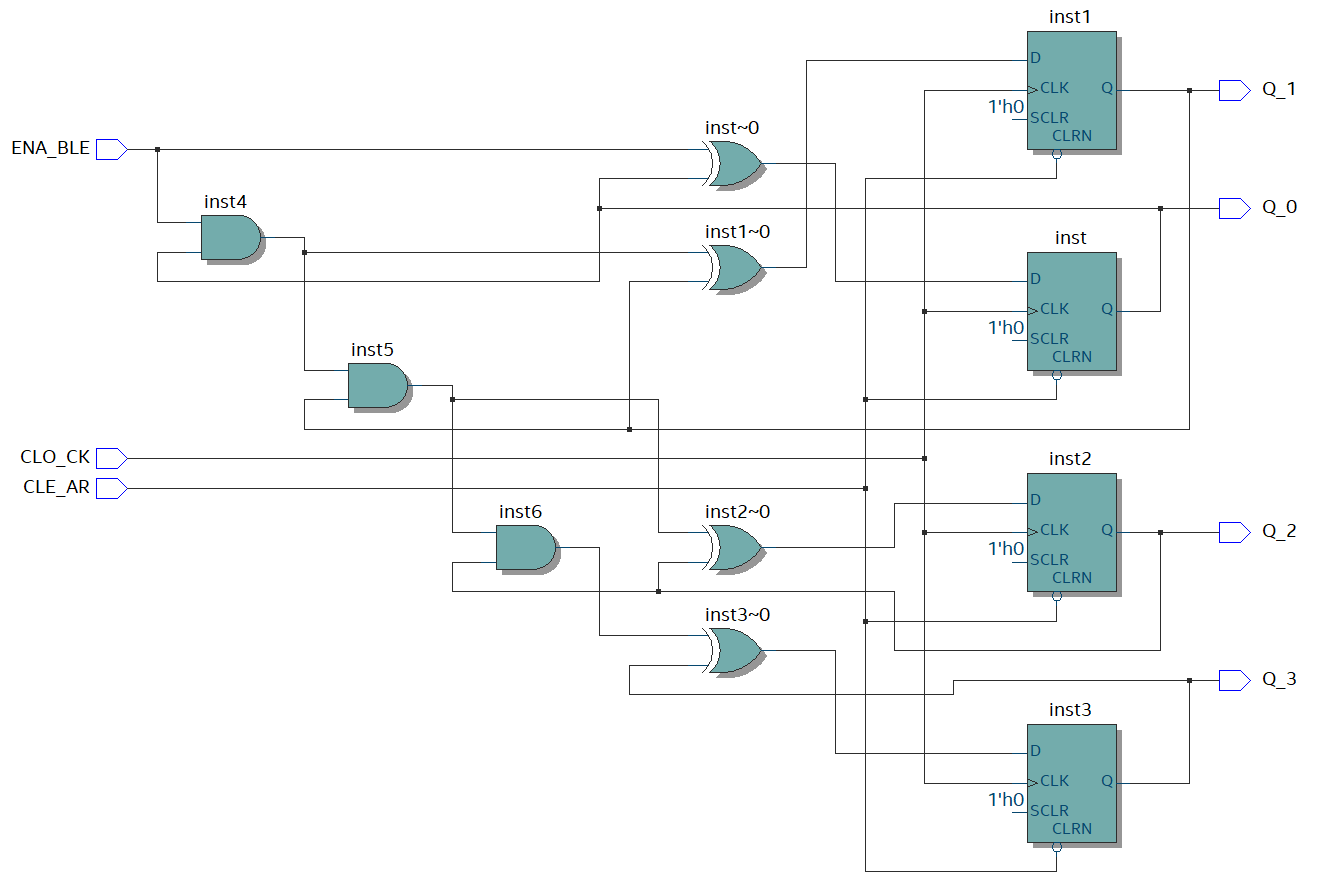 inst1
D
CLK
Q
1'h0
SCLR
CLRN
Q_1
inst~0
ENA_BLE
inst4
Q_0
inst1~0
inst
D
CLK
Q
1'h0
SCLR
CLRN
inst5
CLO_CK
CLE_AR
inst2
D
CLK
Q
1'h0
SCLR
CLRN
Q_2
inst6
inst2~0
inst3~0
Q_3
inst3
D
CLK
Q
1'h0
SCLR
CLRN